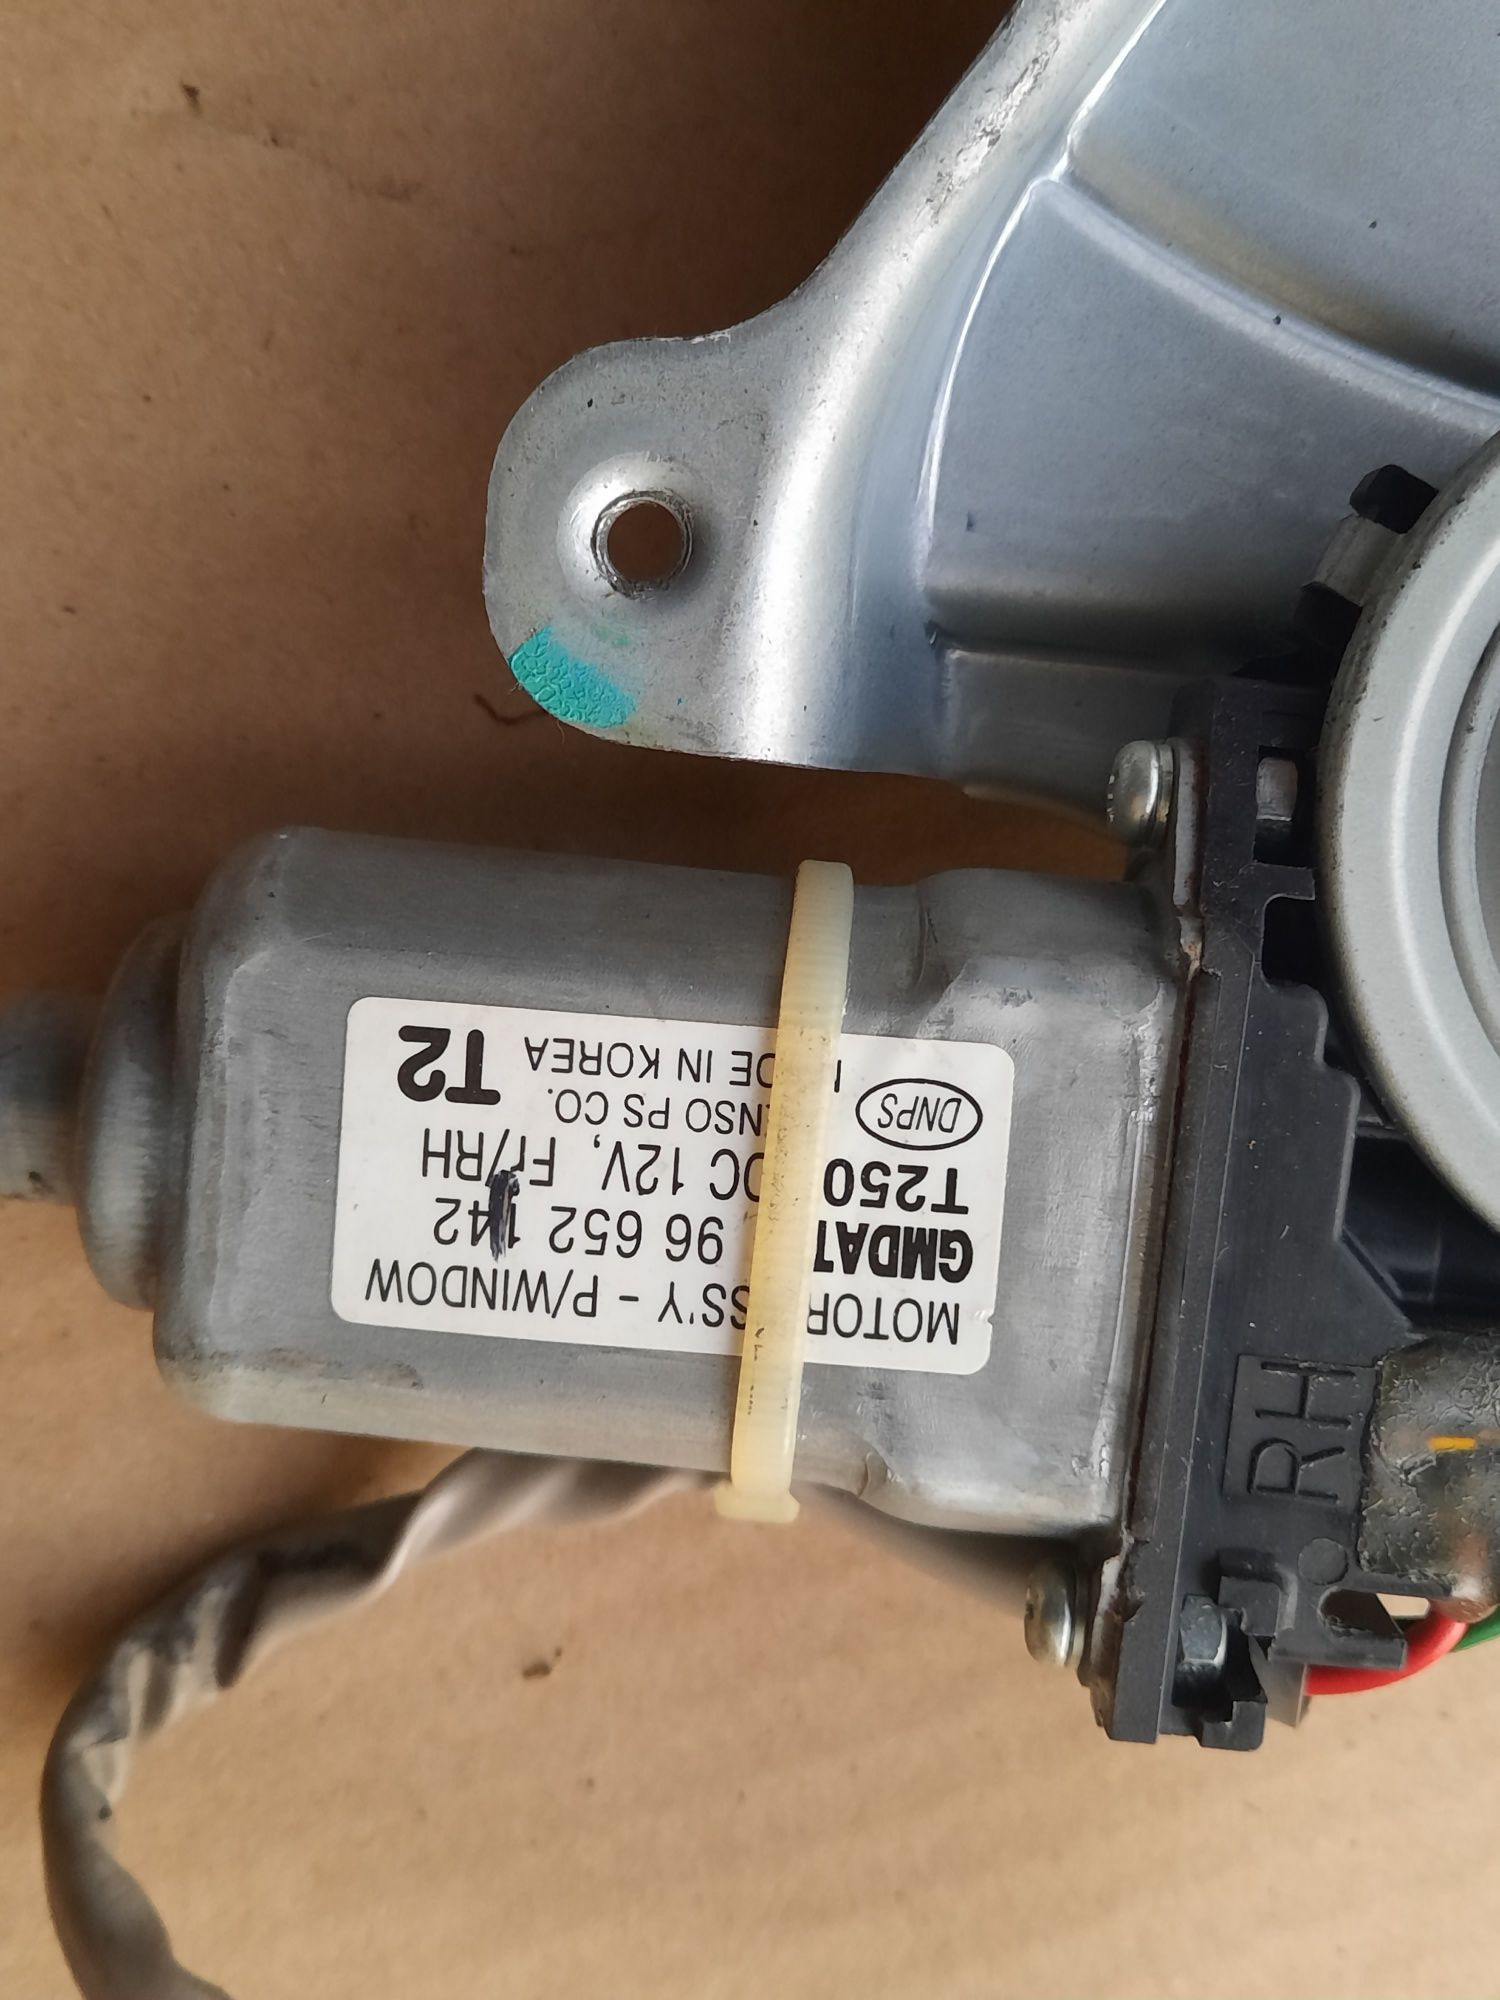 MOTOR SS'Y - P/WINDOW
GMDAT 96 652 142
T250 DC 12V, Fr/RH
DNPS NSO PS CO.
DE IN KOREA T2
RH